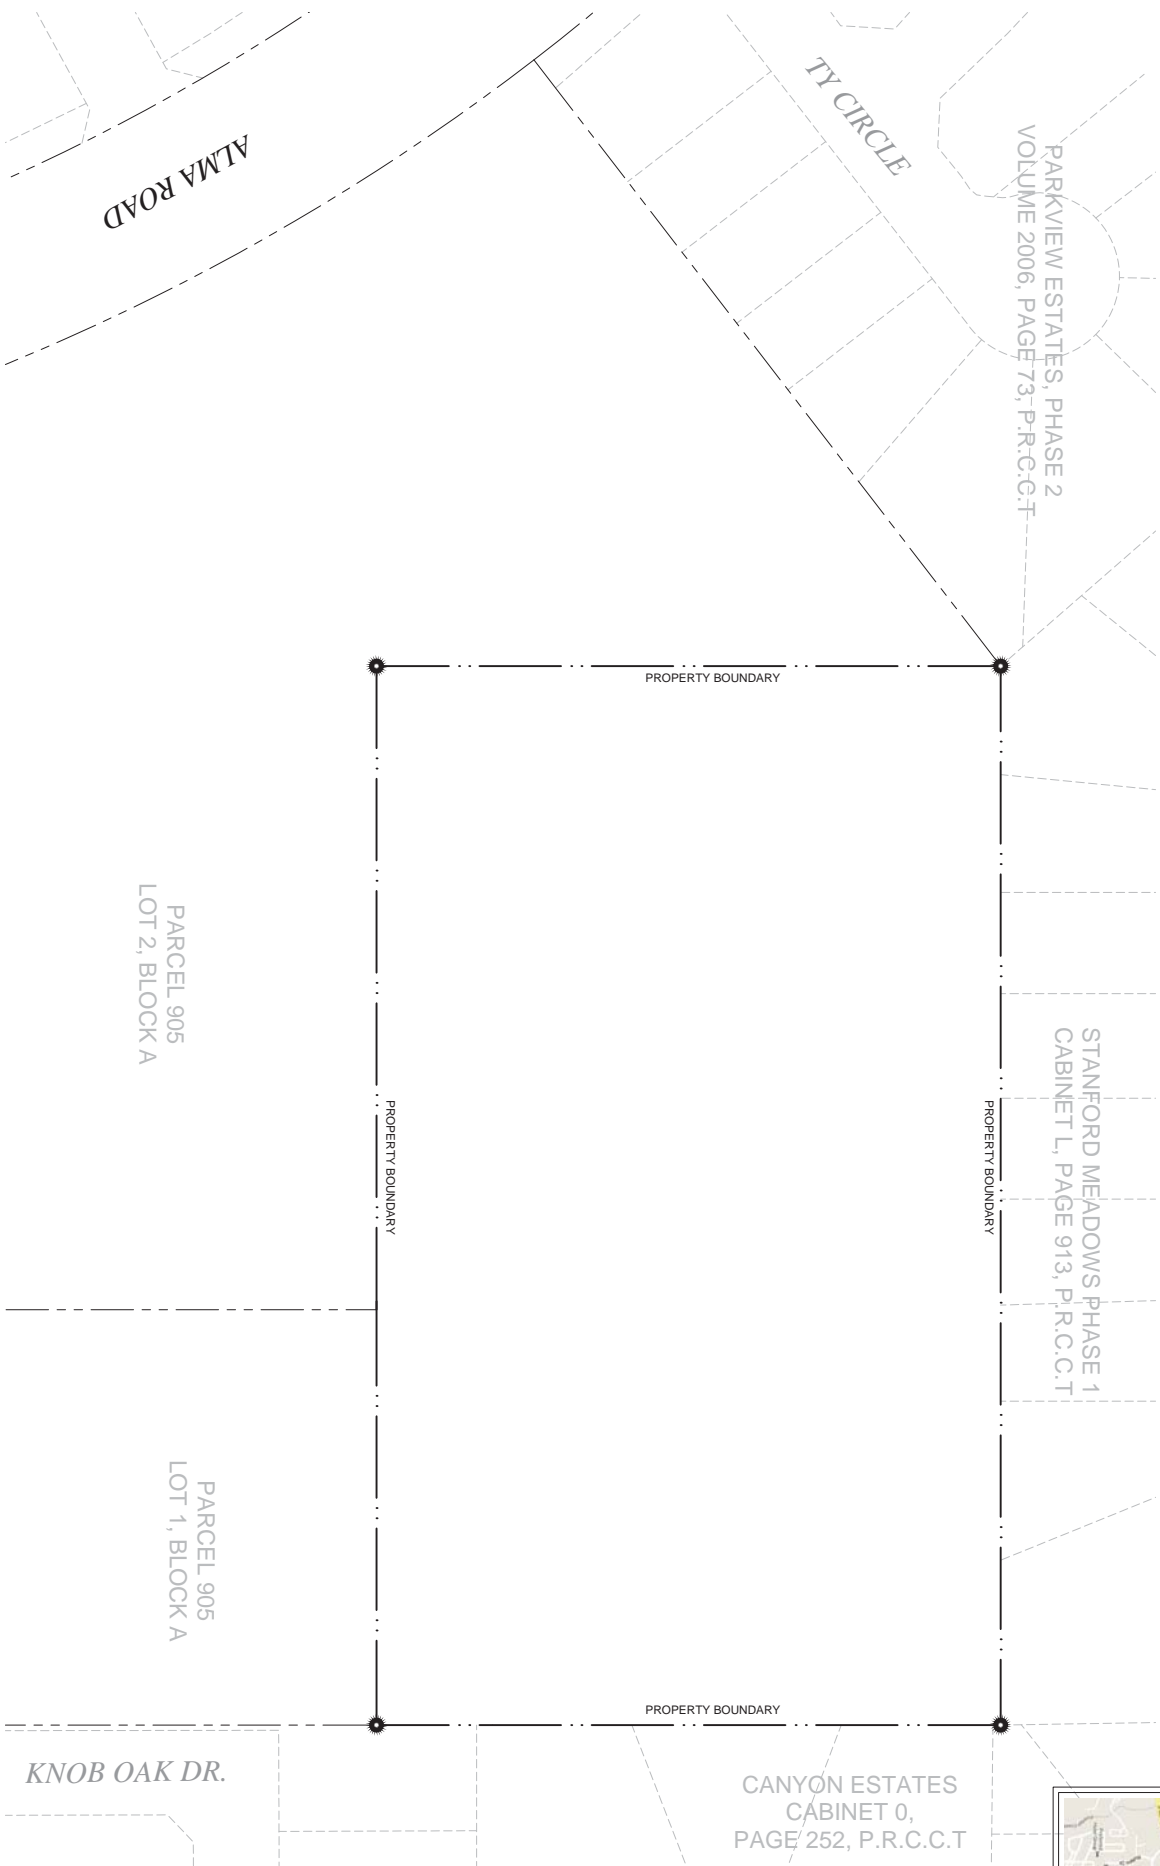 ALMA ROAD
TY CIRCLE
PARKVIEW ESTATES, PHASE 2
VOLUME 2006, PAGE 73, P.R.C.C.T
PROPERTY BOUNDARY
PARCEL 905
LOT 2, BLOCK A
PROPERTY BOUNDARY
PROPERTY BOUNDARY
STANFORD MEADOWS PHASE 1
CABINET L, PAGE 913, P.R.C.C.T
PARCEL 905
LOT 1, BLOCK A
PROPERTY BOUNDARY
KNOB OAK DR.
CANYON ESTATES
CABINET 0,
PAGE 252, P.R.C.C.T